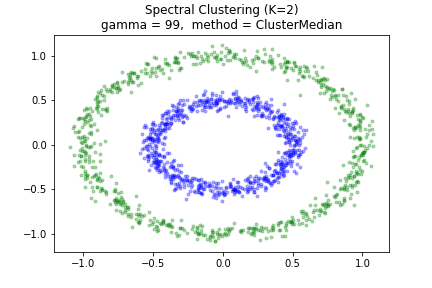 Spectral Clustering (K=2)
gamma = 99,  method = ClusterMedian
1.0
0.5
0.0
−0.5
−1.0
−1.0 −0.5 0.0 0.5 1.0